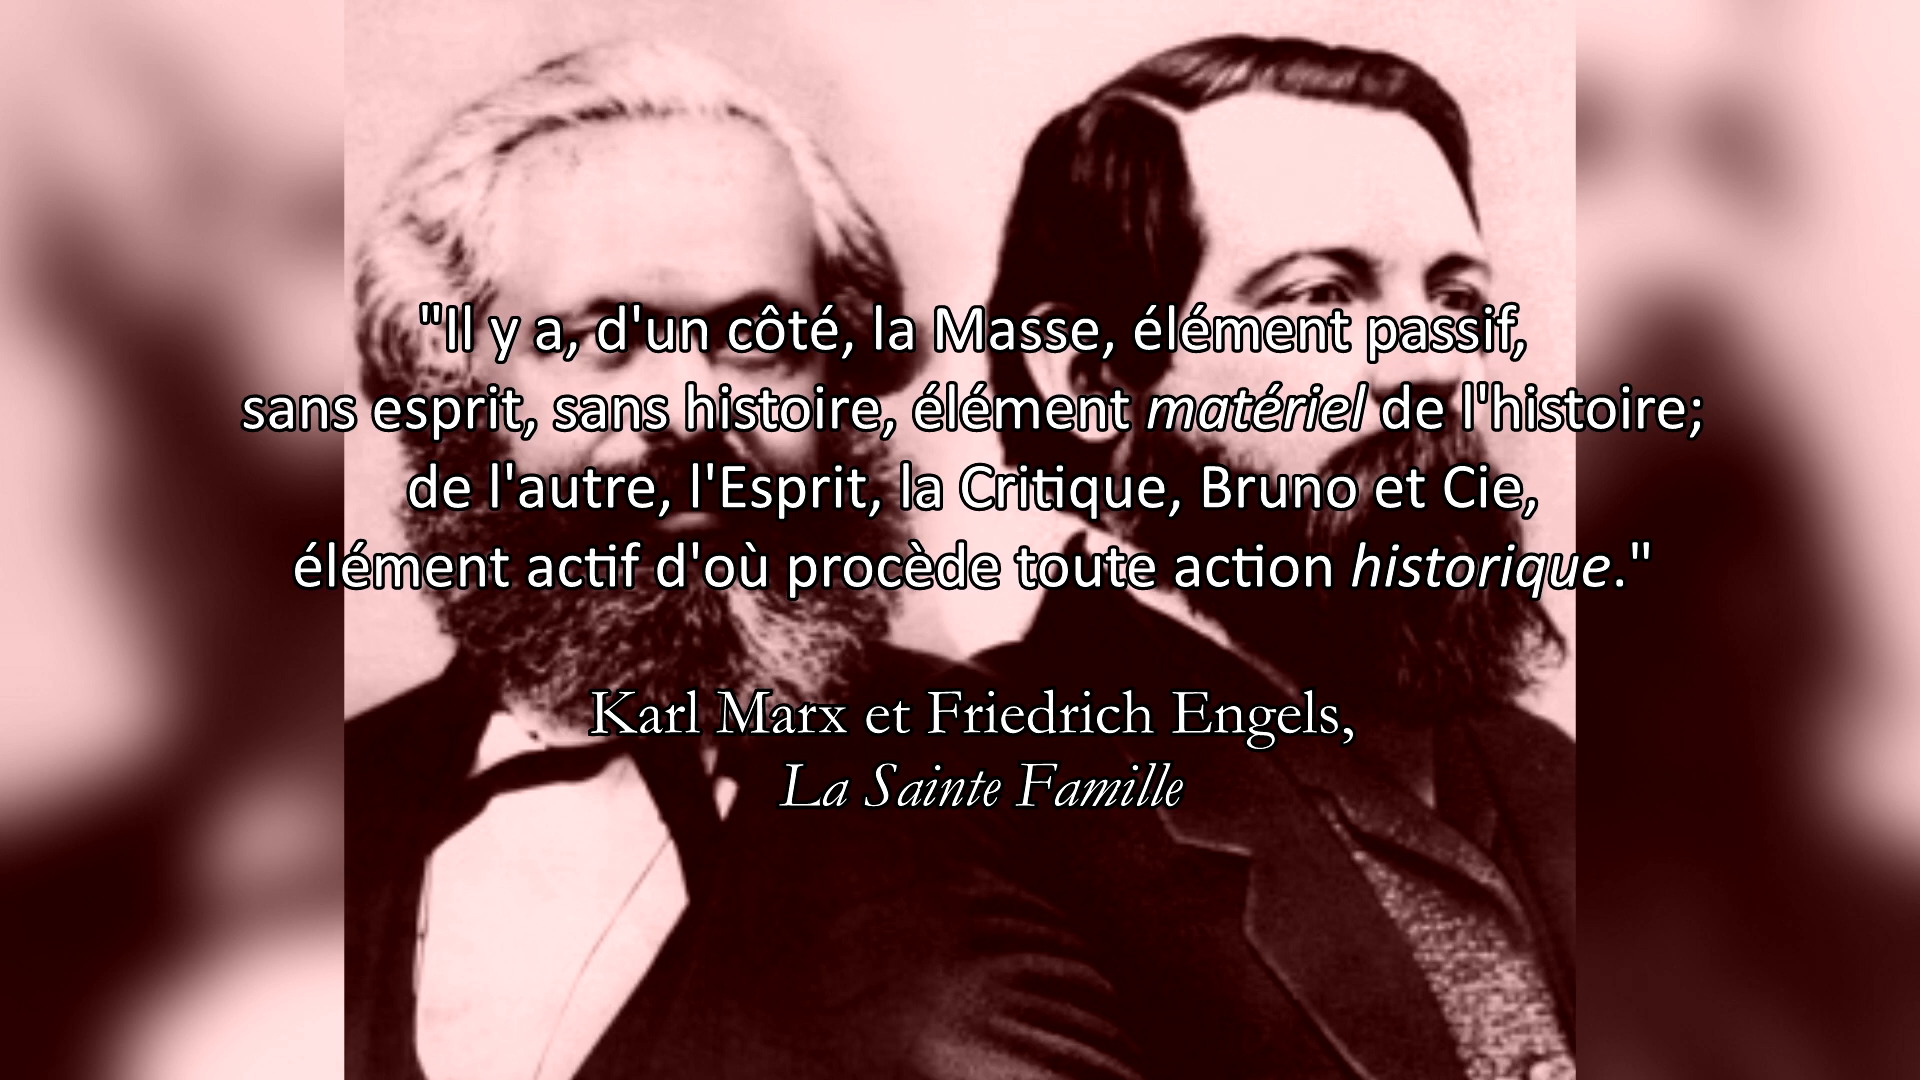 "Il y a, d'un côté, la Masse, élément passif,
sans esprit, sans histoire, élément matériel de l'histoire;
de l'autre, l'Esprit, la Critique, Bruno et Cie,
élément actif d'où procède toute action historique."
Karl Marx et Friedrich Engels,
La Sainte Famille